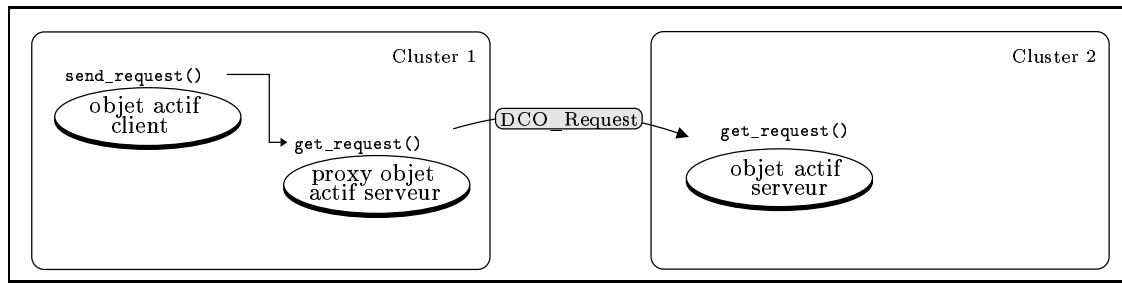 Cluster 1
send_request()
objet actif
client
get_request()
proxy objet
actif serveur
DCO_Request
Cluster 2
get_request()
objet actif
serveur